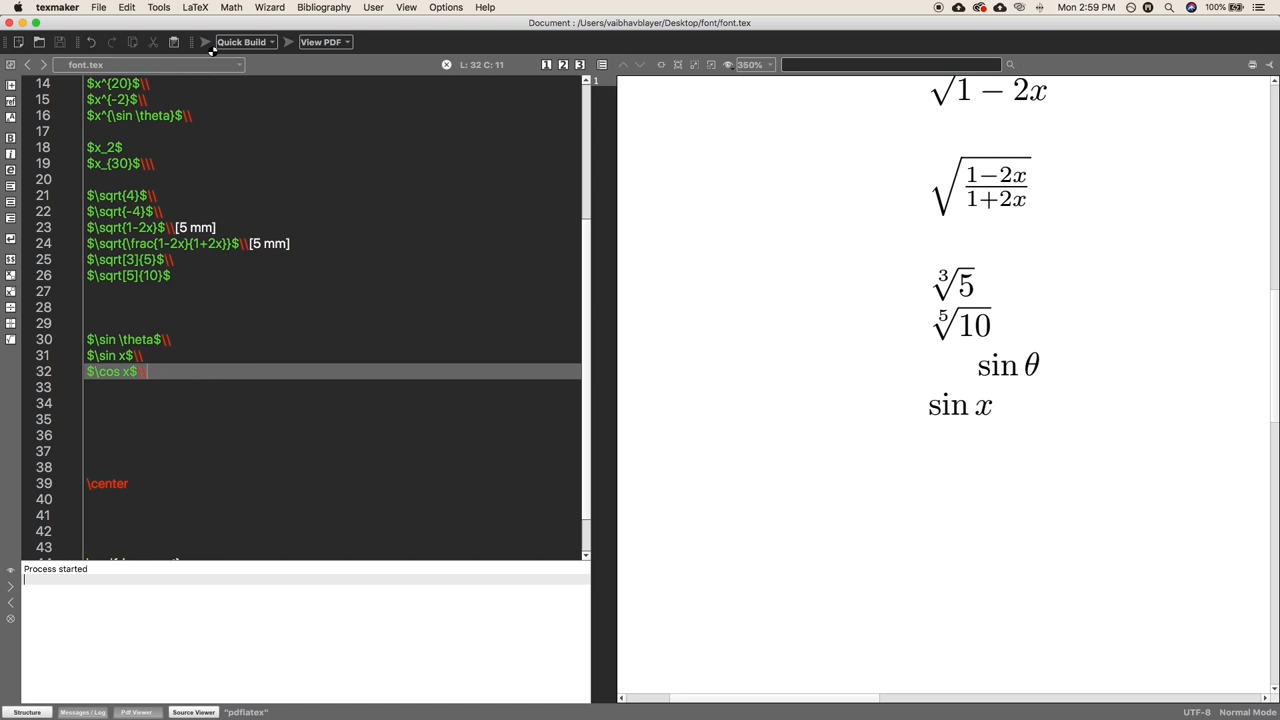 texmaker File Edit Tools LaTeX Math Wizard Bibliography User View Options Help Mon 2:59 PM 100%
Document : /Users/vaibhavblayer/Desktop/font/font.tex
Quick Build View PDF
font.tex L: 32 C: 11 1 2 3 350%
14 $x^{20}$\\
15 $x^{-2}$\\
16 $x^{\sin \theta}$\\
17
18 $x_2$
19 $x_{30}$\\\
20
21 $\sqrt{4}$\\
22 $\sqrt{-4}$\\
23 $\sqrt{1-2x}$\\[5 mm]
24 $\sqrt{\frac{1-2x}{1+2x}}$\\[5 mm]
25 $\sqrt[3]{5}$\\
26 $\sqrt[5]{10}$
27
28
29
30 $\sin \theta$\\
31 $\sin x$\\
32 $\cos x$\\
33
34
35
36
37
38
39 \center
40
41
42
43
1
√1 − 2x
√ 1−2x
1+2x
3√5
5√10
sin θ
sin x
Process started
Structure Messages / Log Pdf Viewer Source Viewer "pdflatex" UTF-8 Normal Mode